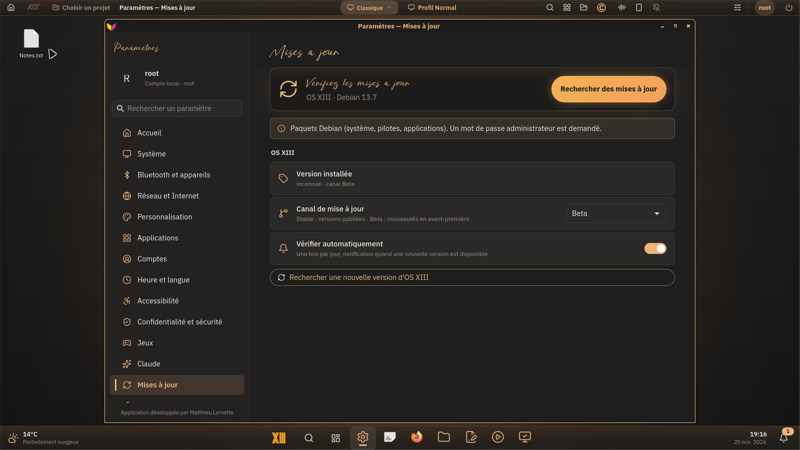 XIII
Choisir un projet
Paramètres — Mises à jour
Classique
Profil Normal
root
Notes.txt
Paramètres — Mises à jour
Paramètres
R
root
Compte local · root
Rechercher un paramètre
Accueil
Système
Bluetooth et appareils
Réseau et Internet
Personnalisation
Applications
Comptes
Heure et langue
Accessibilité
Confidentialité et sécurité
Jeux
Claude
Mises à jour
Application développée par Matthieu Lamotte
Mises à jour
Vérifiez les mises à jour
OS XIII · Debian 13.7
Rechercher des mises à jour
Paquets Debian (système, pilotes, applications). Un mot de passe administrateur est demandé.
OS XIII
Version installée
inconnue · canal Beta
Canal de mise à jour
Stable : versions publiées · Beta : nouveautés en avant-première
Beta
Vérifier automatiquement
Une fois par jour, notification quand une nouvelle version est disponible
Rechercher une nouvelle version d'OS XIII
14°C
Partiellement nuageux
XIII
19:16
20 nov. 2026
1